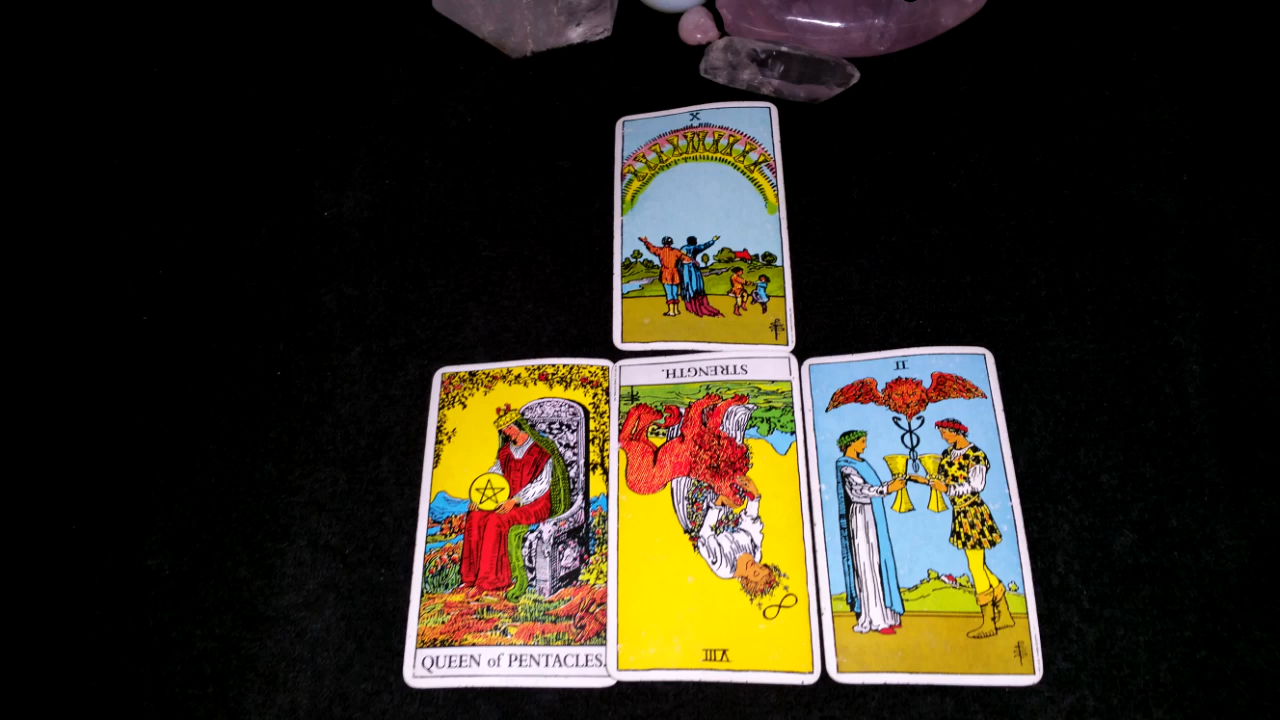 X
STRENGTH.
II
QUEEN of PENTACLES.
VIII